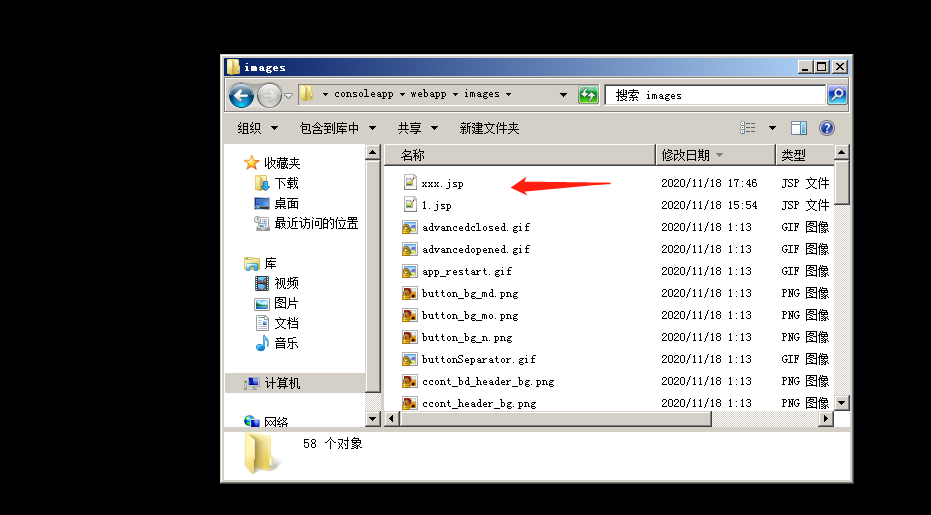 images
consoleapp webapp images
搜索 images
组织 包含到库中 共享 新建文件夹
收藏夹
下载
桌面
最近访问的位置
库
视频
图片
文档
音乐
计算机
网络
名称 修改日期 类型
xxx.jsp 2020/11/18 17:46 JSP 文件
1.jsp 2020/11/18 15:54 JSP 文件
advancedclosed.gif 2020/11/18 1:13 GIF 图像
advancedopened.gif 2020/11/18 1:13 GIF 图像
app_restart.gif 2020/11/18 1:13 GIF 图像
button_bg_md.png 2020/11/18 1:13 PNG 图像
button_bg_mo.png 2020/11/18 1:13 PNG 图像
button_bg_n.png 2020/11/18 1:13 PNG 图像
buttonSeparator.gif 2020/11/18 1:13 GIF 图像
ccont_bd_header_bg.png 2020/11/18 1:13 PNG 图像
ccont_header_bg.png 2020/11/18 1:13 PNG 图像
58 个对象